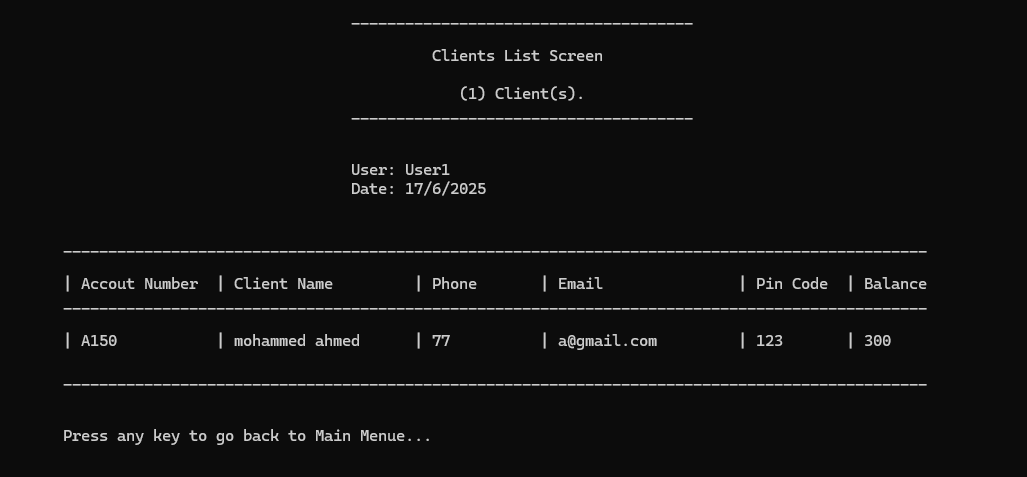 Clients List Screen
(1) Client(s).
User: User1
Date: 17/6/2025
| Accout Number | Client Name | Phone | Email | Pin Code | Balance
| A150 | mohammed ahmed | 77 | a@gmail.com | 123 | 300
Press any key to go back to Main Menue...